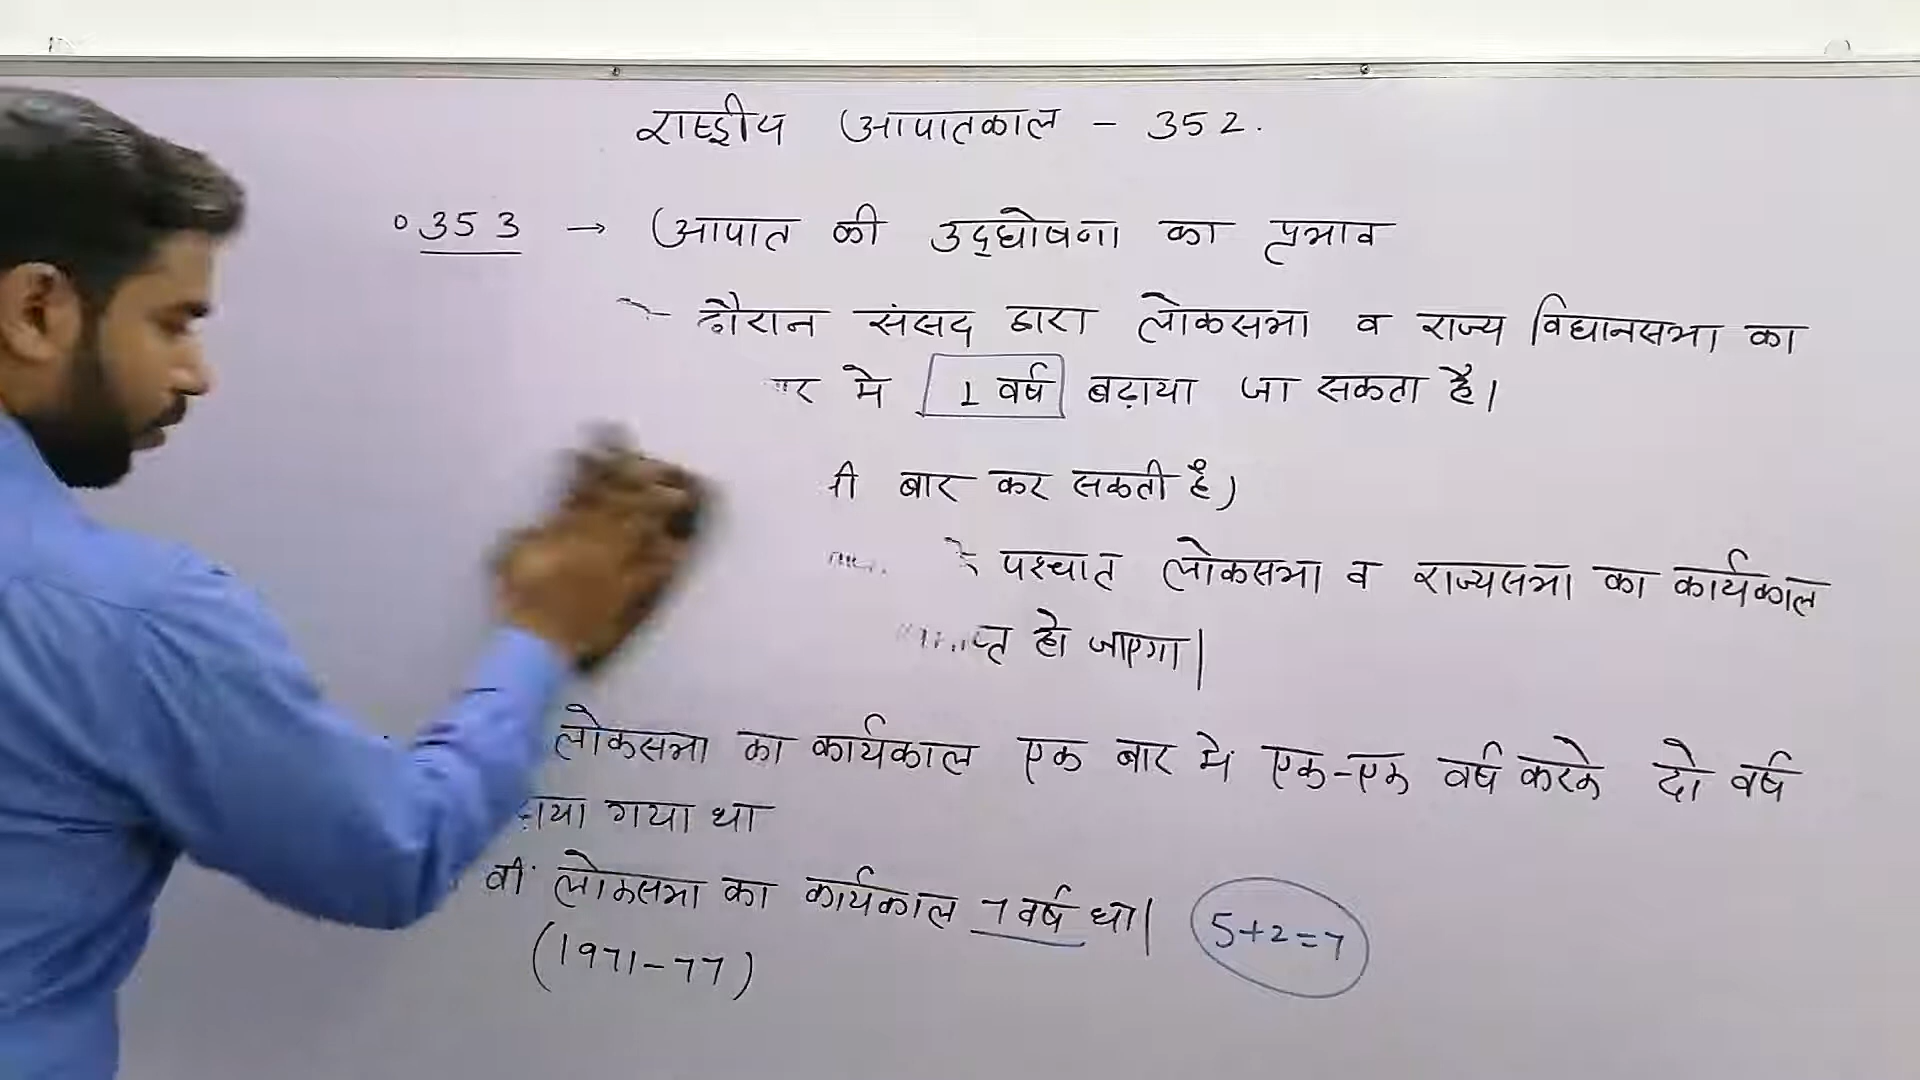 राष्ट्रीय आपातकाल - 352.
353 → आपात की उद्घोषणा का प्रभाव
- दौरान संसद द्वारा लोकसभा व राज्य विधानसभा का
में 1 वर्ष बढ़ाया जा सकता है।
बार कर सकती है)
पश्चात लोकसभा व राज्यसभा का कार्यकाल
हो जाएगा|
लोकसभा का कार्यकाल एक बार में एक-एक वर्ष करके दो वर्ष
गया था
वी लोकसभा का कार्यकाल 7 वर्ष था| 5+2=7
(1971-77)